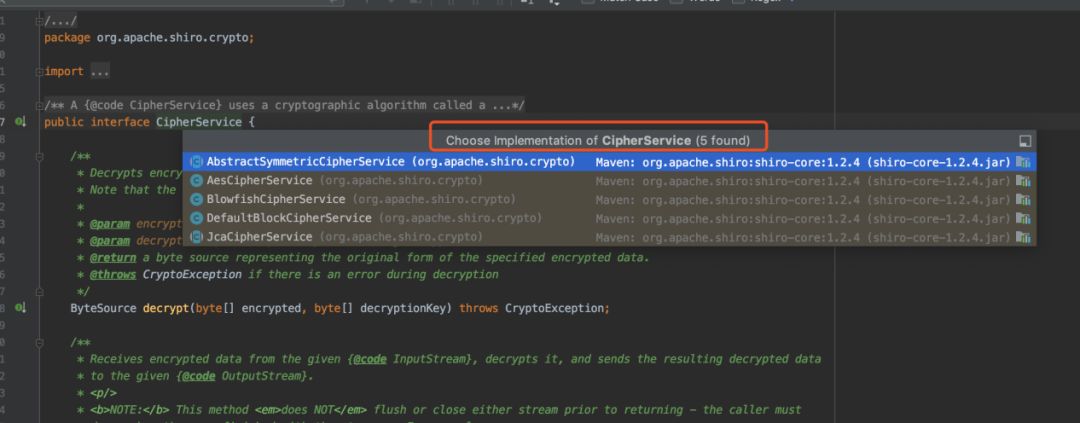 /.../
package org.apache.shiro.crypto;
import ...
/** A {@code CipherService} uses a cryptographic algorithm called a ...*/
public interface CipherService {
Choose Implementation of CipherService (5 found)
/**
AbstractSymmetricCipherService (org.apache.shiro.crypto) Maven: org.apache.shiro:shiro-core:1.2.4 (shiro-core-1.2.4.jar)
* Decrypts encry
AesCipherService (org.apache.shiro.crypto) Maven: org.apache.shiro:shiro-core:1.2.4 (shiro-core-1.2.4.jar)
* Note that the
BlowfishCipherService (org.apache.shiro.crypto) Maven: org.apache.shiro:shiro-core:1.2.4 (shiro-core-1.2.4.jar)
*
DefaultBlockCipherService (org.apache.shiro.crypto) Maven: org.apache.shiro:shiro-core:1.2.4 (shiro-core-1.2.4.jar)
* @param encrypt
JcaCipherService (org.apache.shiro.crypto) Maven: org.apache.shiro:shiro-core:1.2.4 (shiro-core-1.2.4.jar)
* @param decrypt
* @return a byte source representing the original form of the specified encrypted data.
* @throws CryptoException if there is an error during decryption
*/
ByteSource decrypt(byte[] encrypted, byte[] decryptionKey) throws CryptoException;
/**
* Receives encrypted data from the given {@code InputStream}, decrypts it, and sends the resulting decrypted data
* to the given {@code OutputStream}.
* <p/>
* <b>NOTE:</b> This method <em>does NOT</em> flush or close either stream prior to returning - the caller must